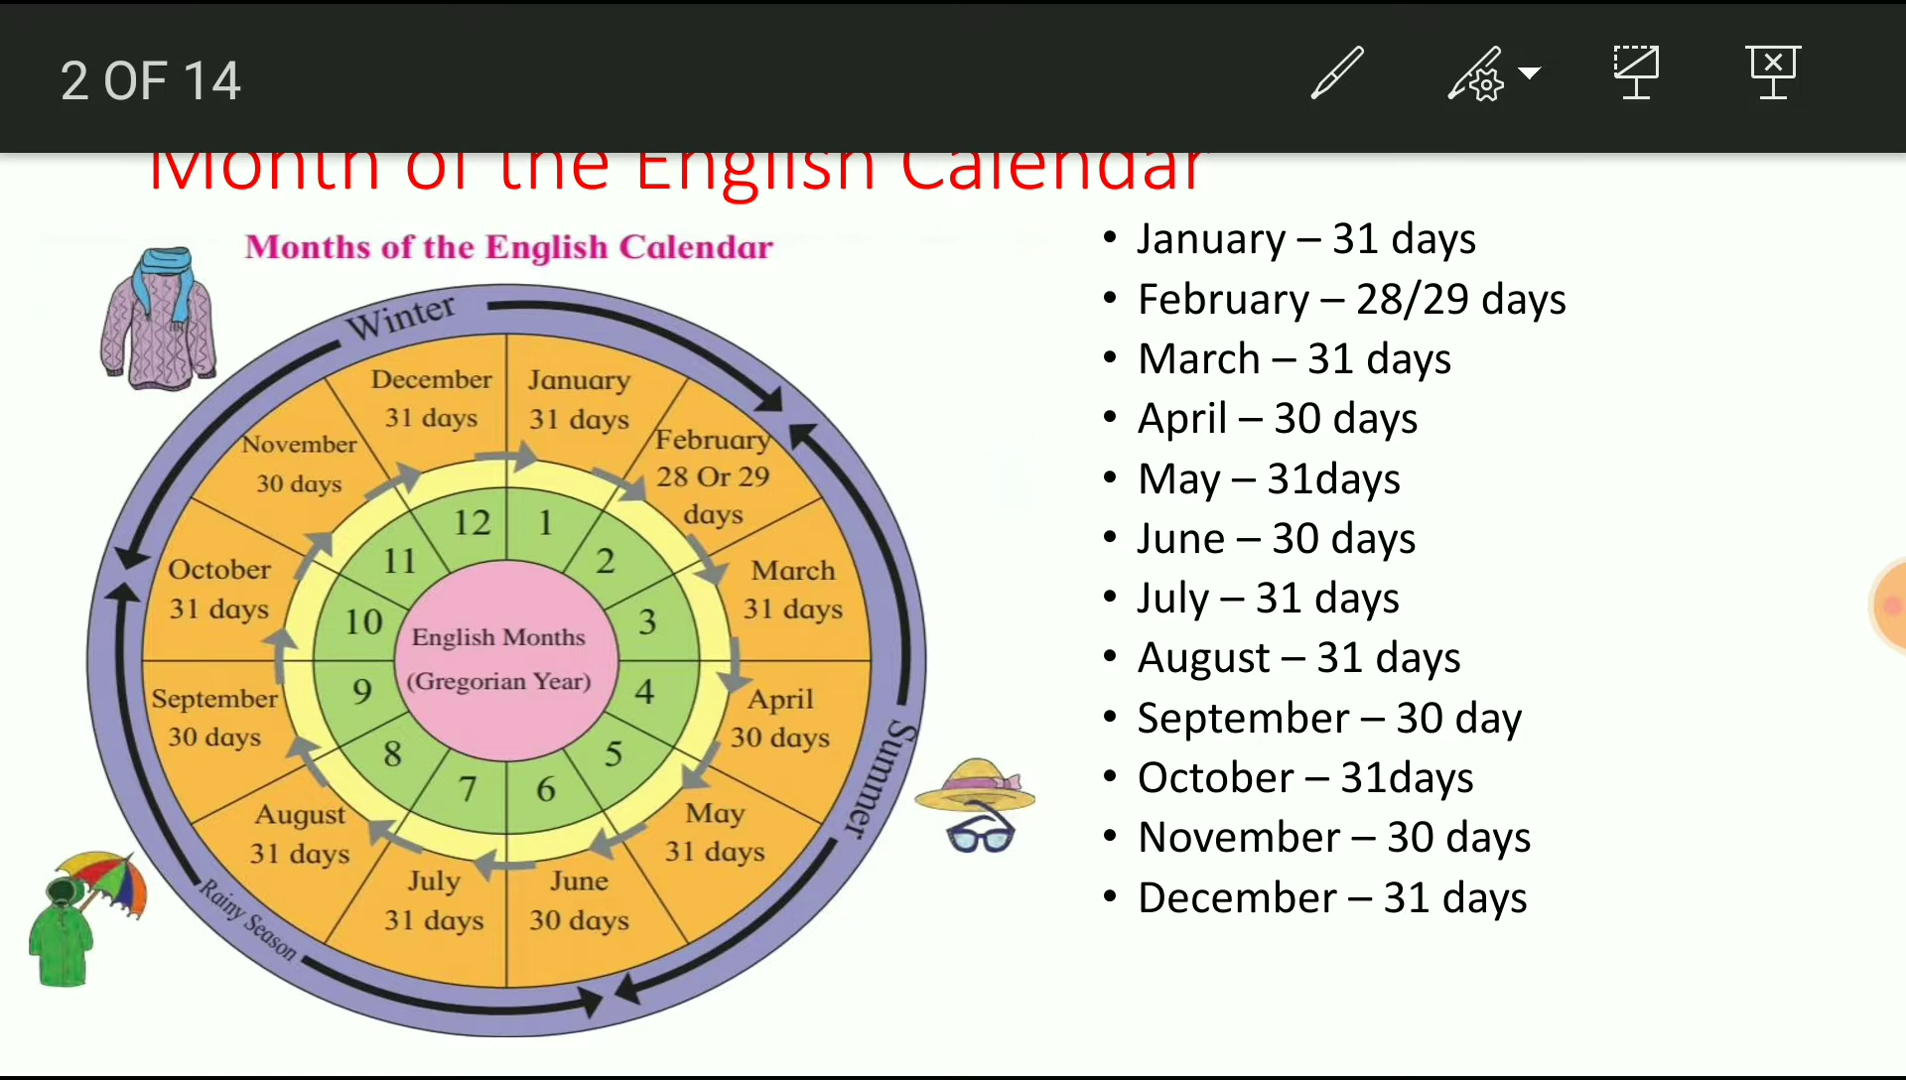 2 OF 14
Month of the English Calendar
Months of the English Calendar
Winter
December
31 days
January
31 days
February
28 Or 29
days
March
31 days
April
30 days
May
31 days
June
30 days
July
31 days
August
31 days
September
30 days
October
31 days
November
30 days
12
1
2
3
4
5
6
7
8
9
10
11
English Months
(Gregorian Year)
Summer
Rainy Season
• January – 31 days
• February – 28/29 days
• March – 31 days
• April – 30 days
• May – 31days
• June – 30 days
• July – 31 days
• August – 31 days
• September – 30 day
• October – 31days
• November – 30 days
• December – 31 days